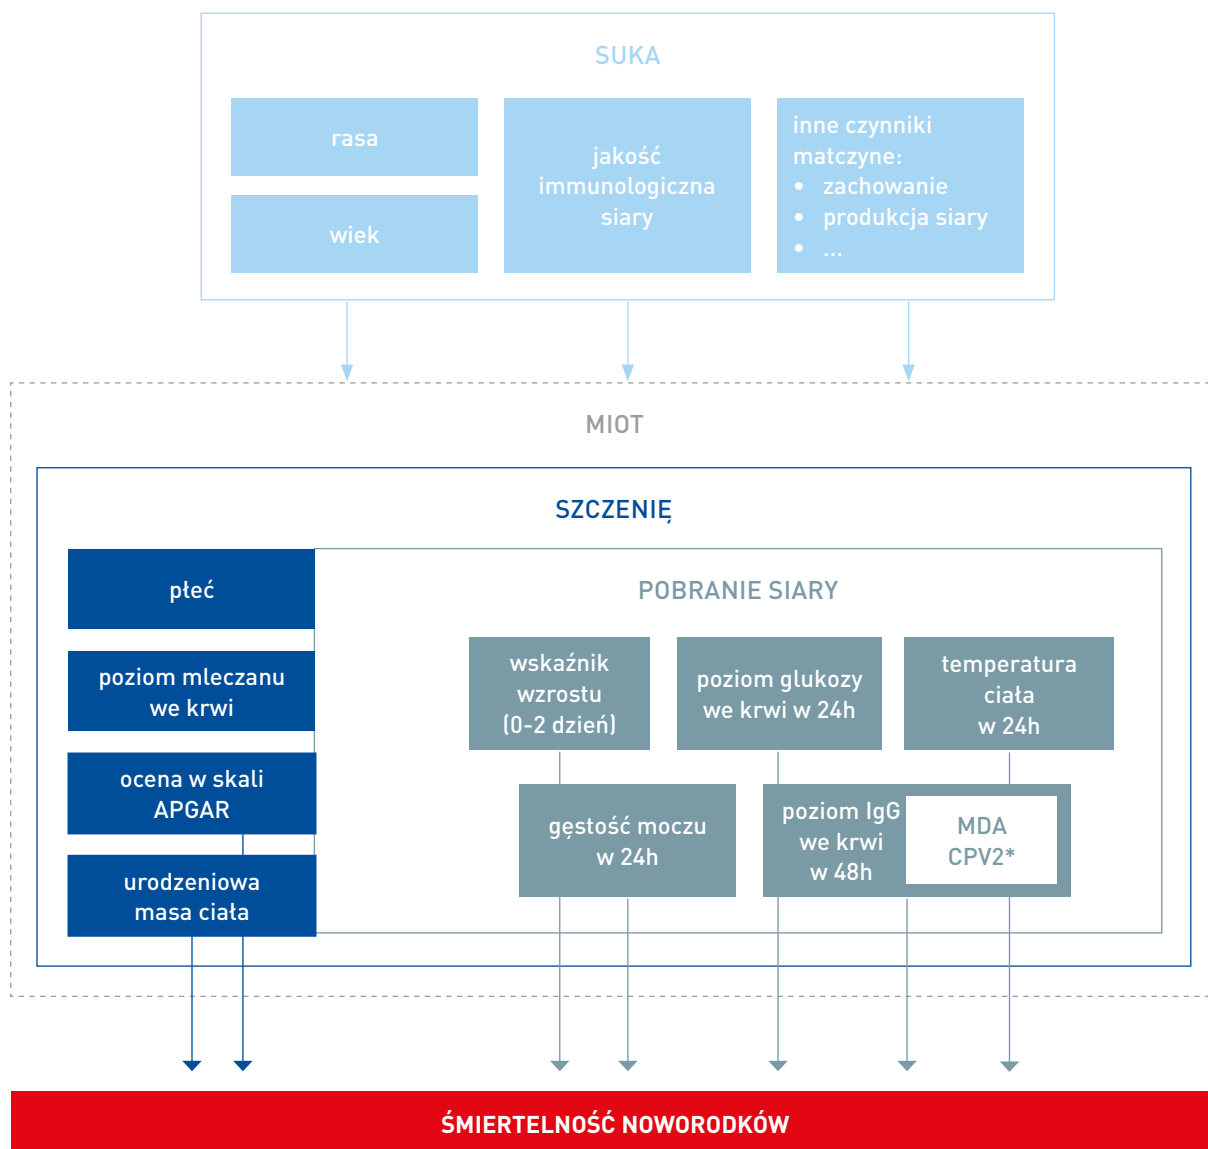 SUKA
rasa
wiek
jakość
immunologiczna
siary
inne czynniki
matczyne:
• zachowanie
• produkcja siary
• ...
MIOT
SZCZENIĘ
płeć
poziom mleczanu
we krwi
ocena w skali
APGAR
urodzeniowa
masa ciała
POBRANIE SIARY
wskaźnik
wzrostu
(0-2 dzień)
poziom glukozy
we krwi w 24h
temperatura
ciała
w 24h
gęstość moczu
w 24h
poziom IgG
we krwi
w 48h
MDA
CPV2*
ŚMIERTELNOŚĆ NOWORODKÓW